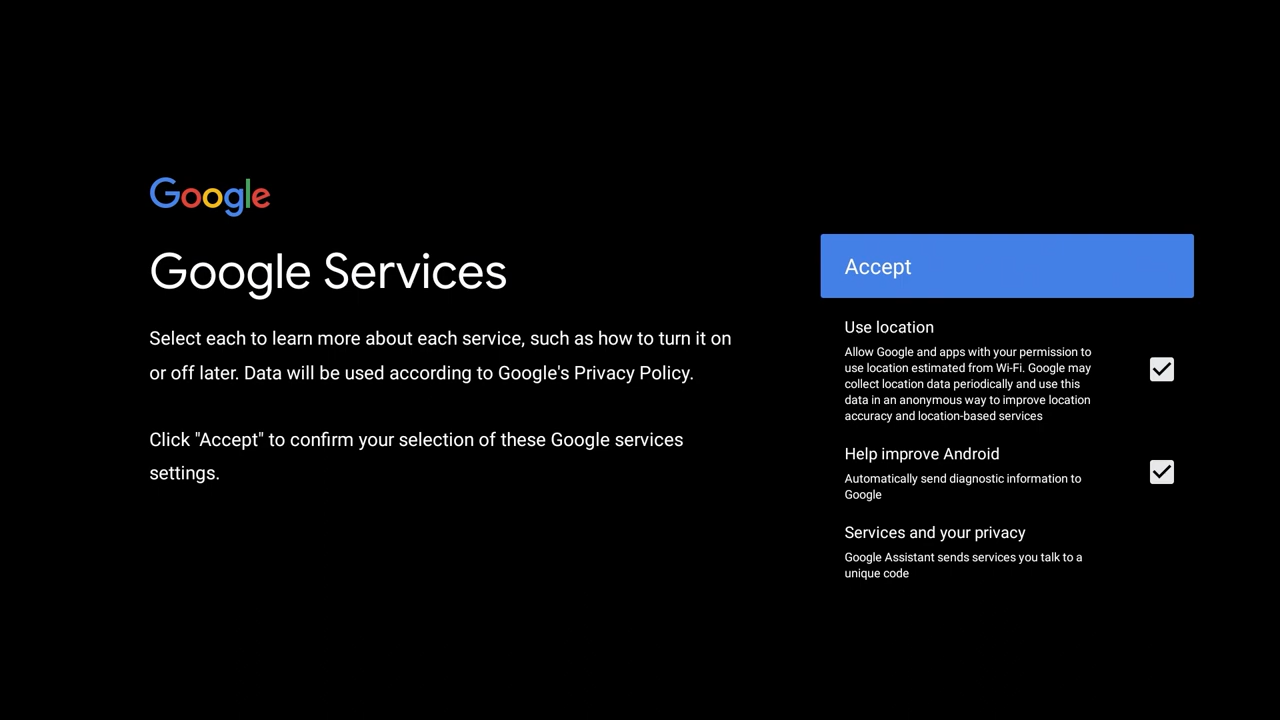 Google
Google Services
Select each to learn more about each service, such as how to turn it on
or off later. Data will be used according to Google's Privacy Policy.
Click "Accept" to confirm your selection of these Google services
settings.
Accept
Use location
Allow Google and apps with your permission to
use location estimated from Wi-Fi. Google may
collect location data periodically and use this
data in an anonymous way to improve location
accuracy and location-based services
Help improve Android
Automatically send diagnostic information to
Google
Services and your privacy
Google Assistant sends services you talk to a
unique code